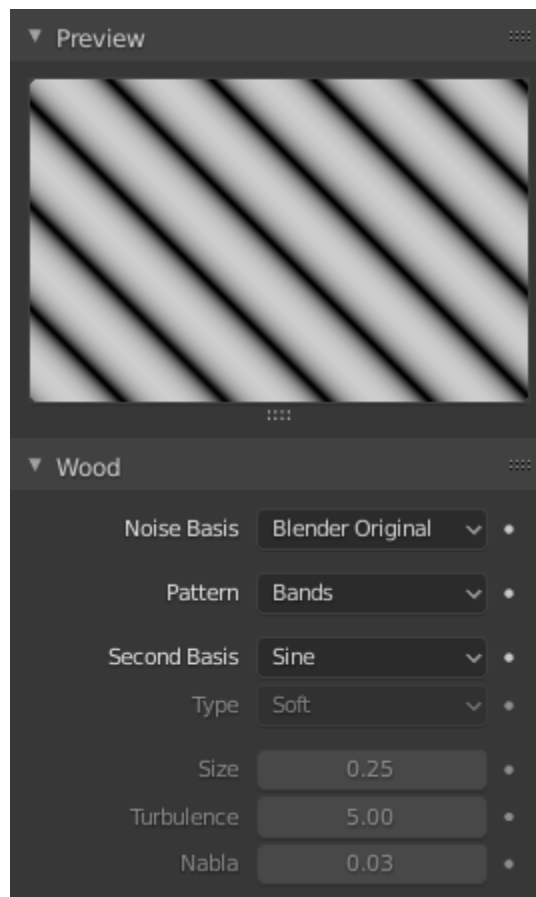 Preview
Wood
Noise Basis Blender Original
Pattern Bands
Second Basis Sine
Type Soft
Size 0.25
Turbulence 5.00
Nabla 0.03